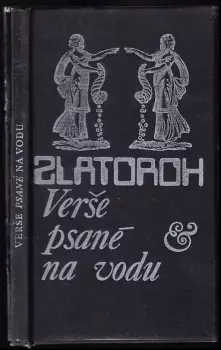 VERŠE PSANÉ NA VODU
ZLATOROH
Verše
psané &
na vodu